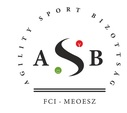 AGILITY SPORT BIZOTTSÁG
ASB
FCI - MEOESZ